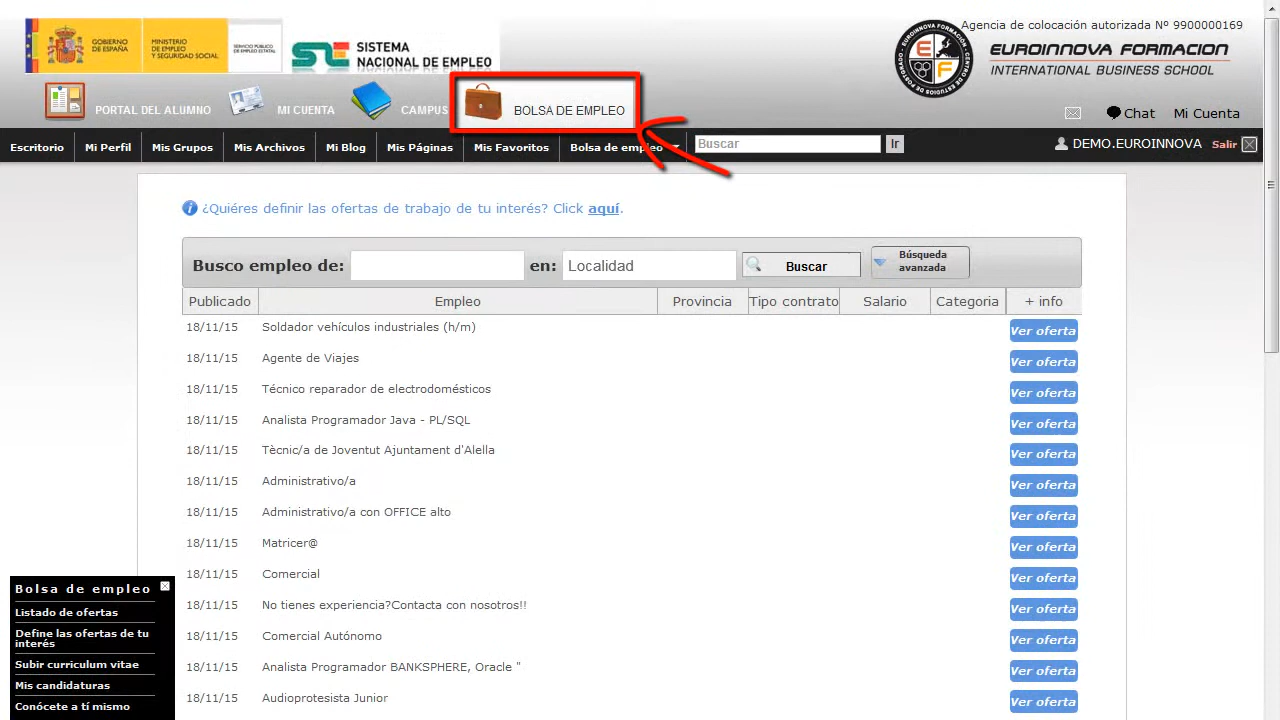 GOBIERNO
DE ESPAÑA
MINISTERIO
DE EMPLEO
Y SEGURIDAD SOCIAL
SERVICIO PÚBLICO
DE EMPLEO ESTATAL
SISTEMA
NACIONAL DE EMPLEO
Agencia de colocación autorizada Nº 9900000169
EUROINNOVA FORMACION
INTERNATIONAL BUSINESS SCHOOL
PORTAL DEL ALUMNO
MI CUENTA
CAMPUS
BOLSA DE EMPLEO
Chat
Mi Cuenta
Escritorio
Mi Perfil
Mis Grupos
Mis Archivos
Mi Blog
Mis Páginas
Mis Favoritos
Bolsa de empleo
Buscar
Ir
DEMO.EUROINNOVA
Salir
¿Quiéres definir las ofertas de trabajo de tu interés? Click aquí.
Busco empleo de:
en:
Localidad
Buscar
Búsqueda
avanzada
Publicado Empleo Provincia Tipo contrato Salario Categoria + info
18/11/15 Soldador vehículos industriales (h/m) Ver oferta
18/11/15 Agente de Viajes Ver oferta
18/11/15 Técnico reparador de electrodomésticos Ver oferta
18/11/15 Analista Programador Java - PL/SQL Ver oferta
18/11/15 Tècnic/a de Joventut Ajuntament d'Alella Ver oferta
18/11/15 Administrativo/a Ver oferta
18/11/15 Administrativo/a con OFFICE alto Ver oferta
18/11/15 Matricer@ Ver oferta
18/11/15 Comercial Ver oferta
18/11/15 No tienes experiencia?Contacta con nosotros!! Ver oferta
18/11/15 Comercial Autónomo Ver oferta
18/11/15 Analista Programador BANKSPHERE, Oracle " Ver oferta
18/11/15 Audioprotesista Junior Ver oferta
Bolsa de empleo
Listado de ofertas
Define las ofertas de tu
interés
Subir curriculum vitae
Mis candidaturas
Conócete a tí mismo